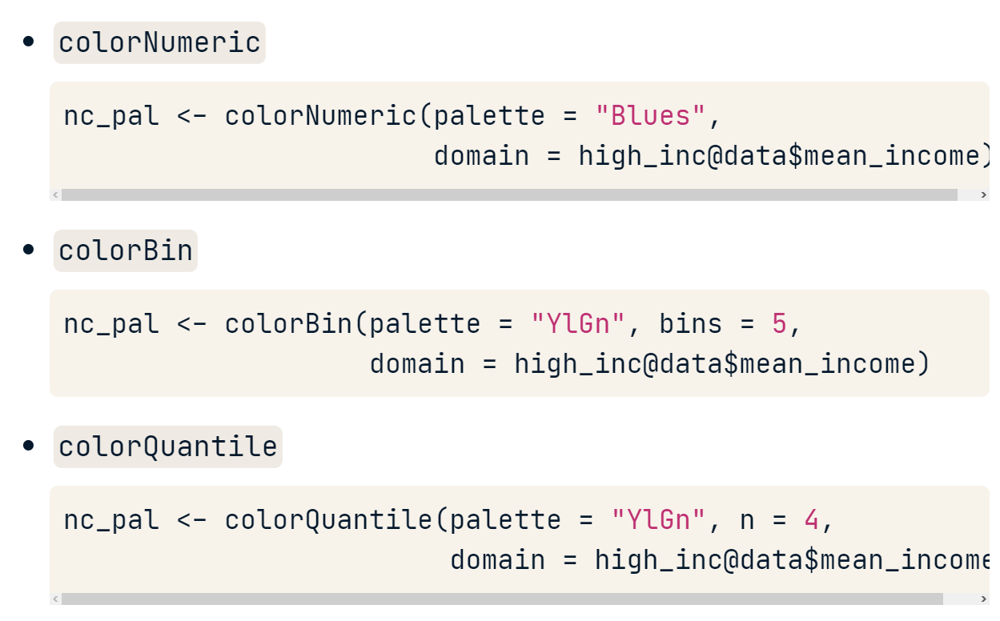 colorNumeric
nc_pal <- colorNumeric(palette = "Blues",
domain = high_inc@data$mean_income)
colorBin
nc_pal <- colorBin(palette = "YlGn", bins = 5,
domain = high_inc@data$mean_income)
colorQuantile
nc_pal <- colorQuantile(palette = "YlGn", n = 4,
domain = high_inc@data$mean_income